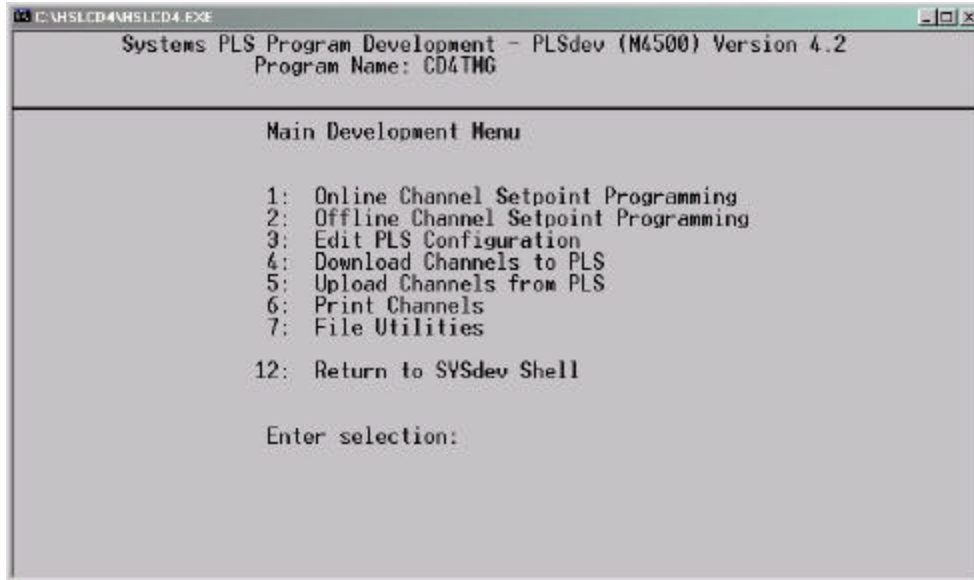 C:\HSLCD4\HSLCD4.EXE
Systems PLS Program Development - PLSdev (M4500) Version 4.2
Program Name: CD4TMG
Main Development Menu
1: Online Channel Setpoint Programming
2: Offline Channel Setpoint Programming
3: Edit PLS Configuration
4: Download Channels to PLS
5: Upload Channels from PLS
6: Print Channels
7: File Utilities
12: Return to SYSdev Shell
Enter selection: